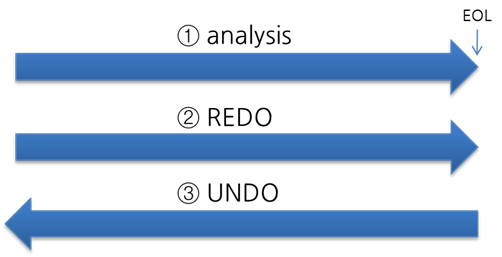 EOL
① analysis
② REDO
③ UNDO